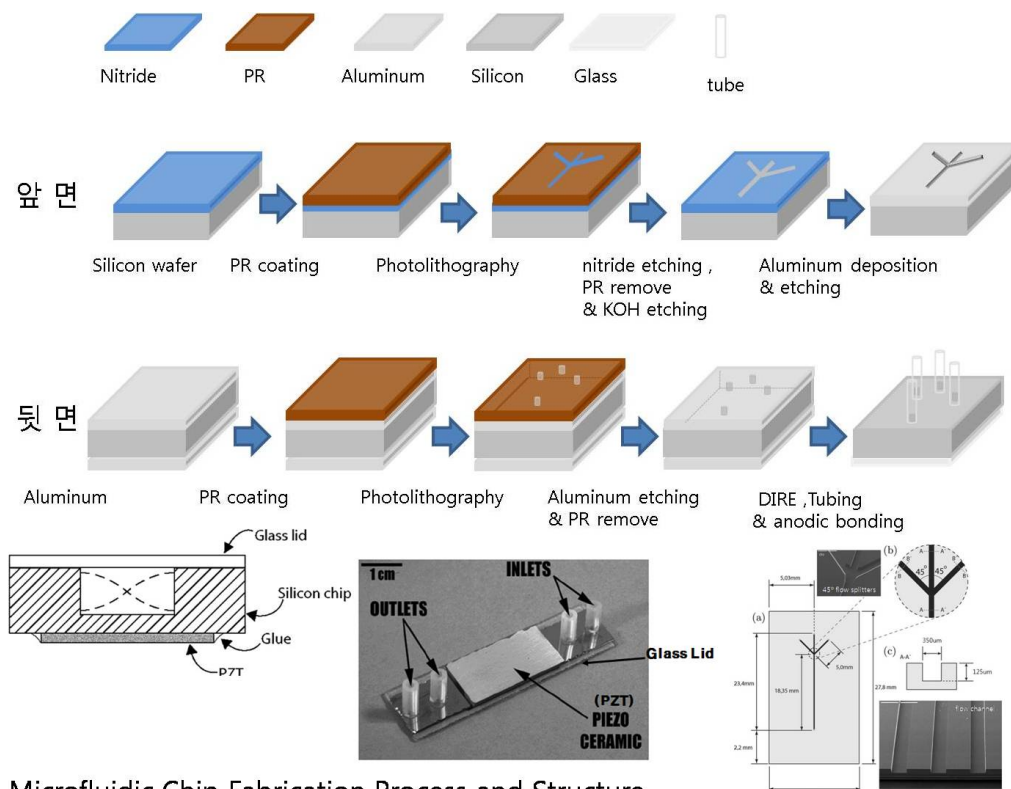 Nitride
PR
Aluminum
Silicon
Glass
tube
앞 면
Silicon wafer
PR coating
Photolithography
nitride etching ,
PR remove
& KOH etching
Aluminum deposition
& etching
뒷 면
Aluminum
PR coating
Photolithography
Aluminum etching
& PR remove
DIRE ,Tubing
& anodic bonding
Glass lid
Silicon chip
Glue
PZT
1 cm
INLETS
OUTLETS
Glass Lid
(PZT)
PIEZO
CERAMIC
(a)
5,03mm
23,4mm
18,35 mm
5,0mm
27,8 mm
2,2 mm
45° flow splitters
(b)
A A'
B B'
B' B
45° 45°
A A'
(c)
A-A'
350um
125um
flow channel
Microfluidic Chip Fabrication Process and Structure